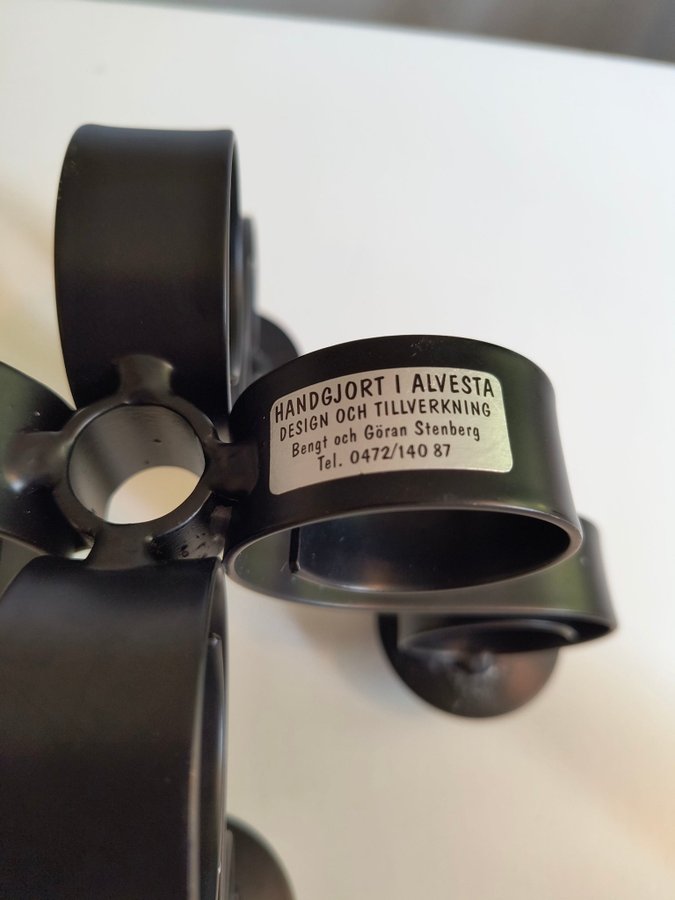 HANDGJORT I ALVESTA
DESIGN OCH TILLVERKNING
Bengt och Göran Stenberg
Tel. 0472/140 87